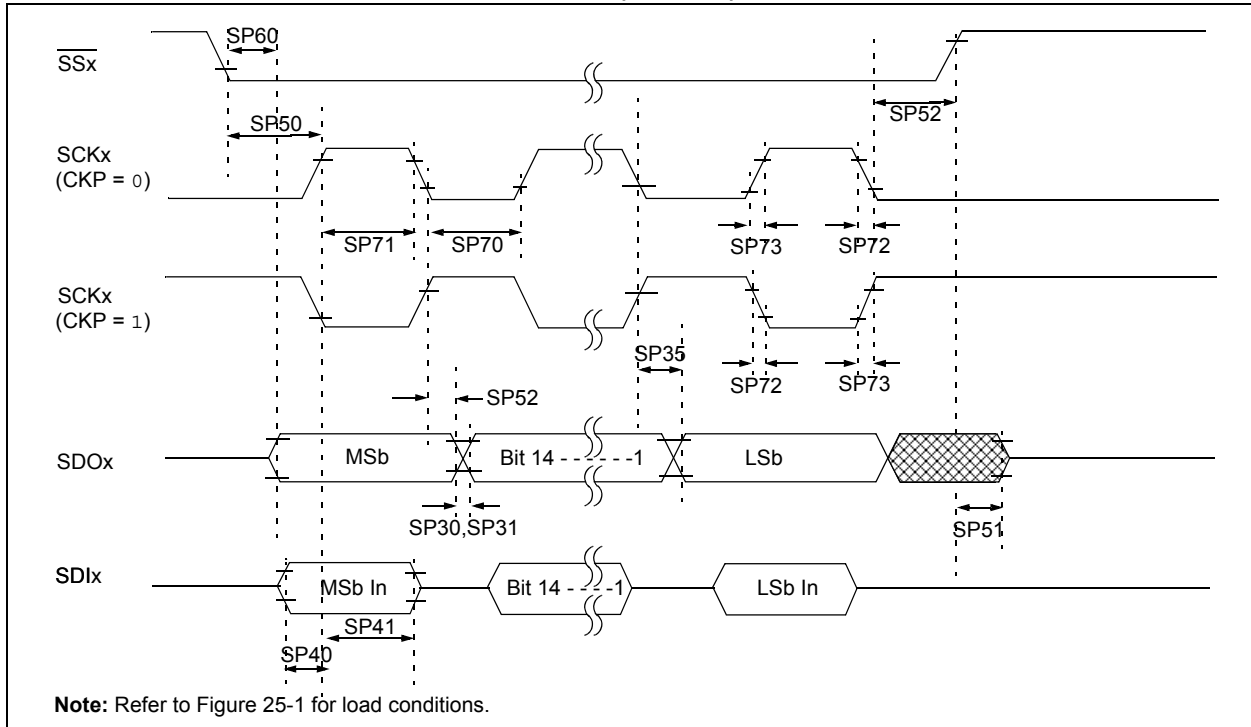 SP60
SSx
SP52
SP50
SCKx
(CKP = 0)
SP71
SP70
SP73
SP72
SCKx
(CKP = 1)
SP35
SP72
SP73
SP52
SDOx
MSb
Bit 14 - - - - - -1
LSb
SP30,SP31
SP51
SDIx
MSb In
Bit 14 - - - -1
LSb In
SP41
SP40
Note: Refer to Figure 25-1 for load conditions.